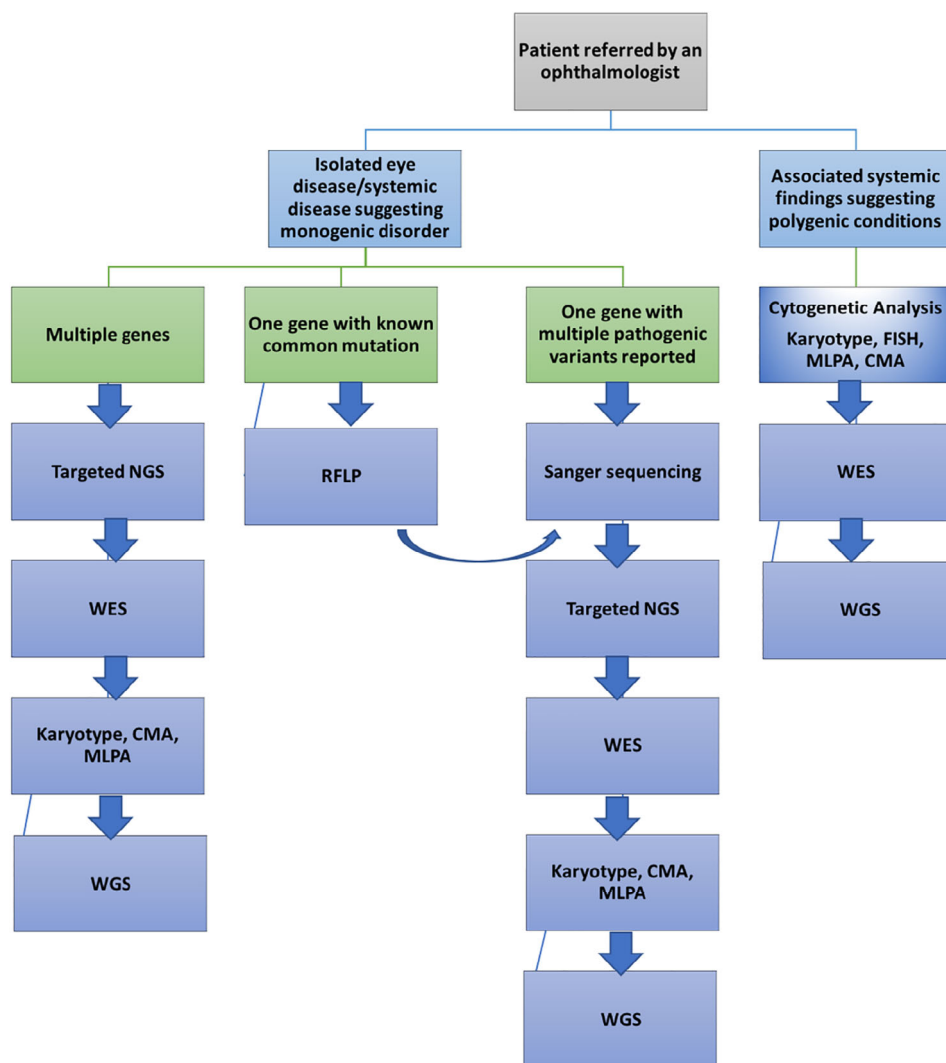 Patient referred by an
ophthalmologist
Isolated eye
disease/systemic
disease suggesting
monogenic disorder
Associated systemic
findings suggesting
polygenic conditions
Multiple genes
One gene with known
common mutation
One gene with
multiple pathogenic
variants reported
Cytogenetic Analysis
Karyotype, FISH,
MLPA, CMA
Targeted NGS
RFLP
Sanger sequencing
WES
WES
Targeted NGS
WGS
Karyotype, CMA,
MLPA
WES
WGS
Karyotype, CMA,
MLPA
WGS